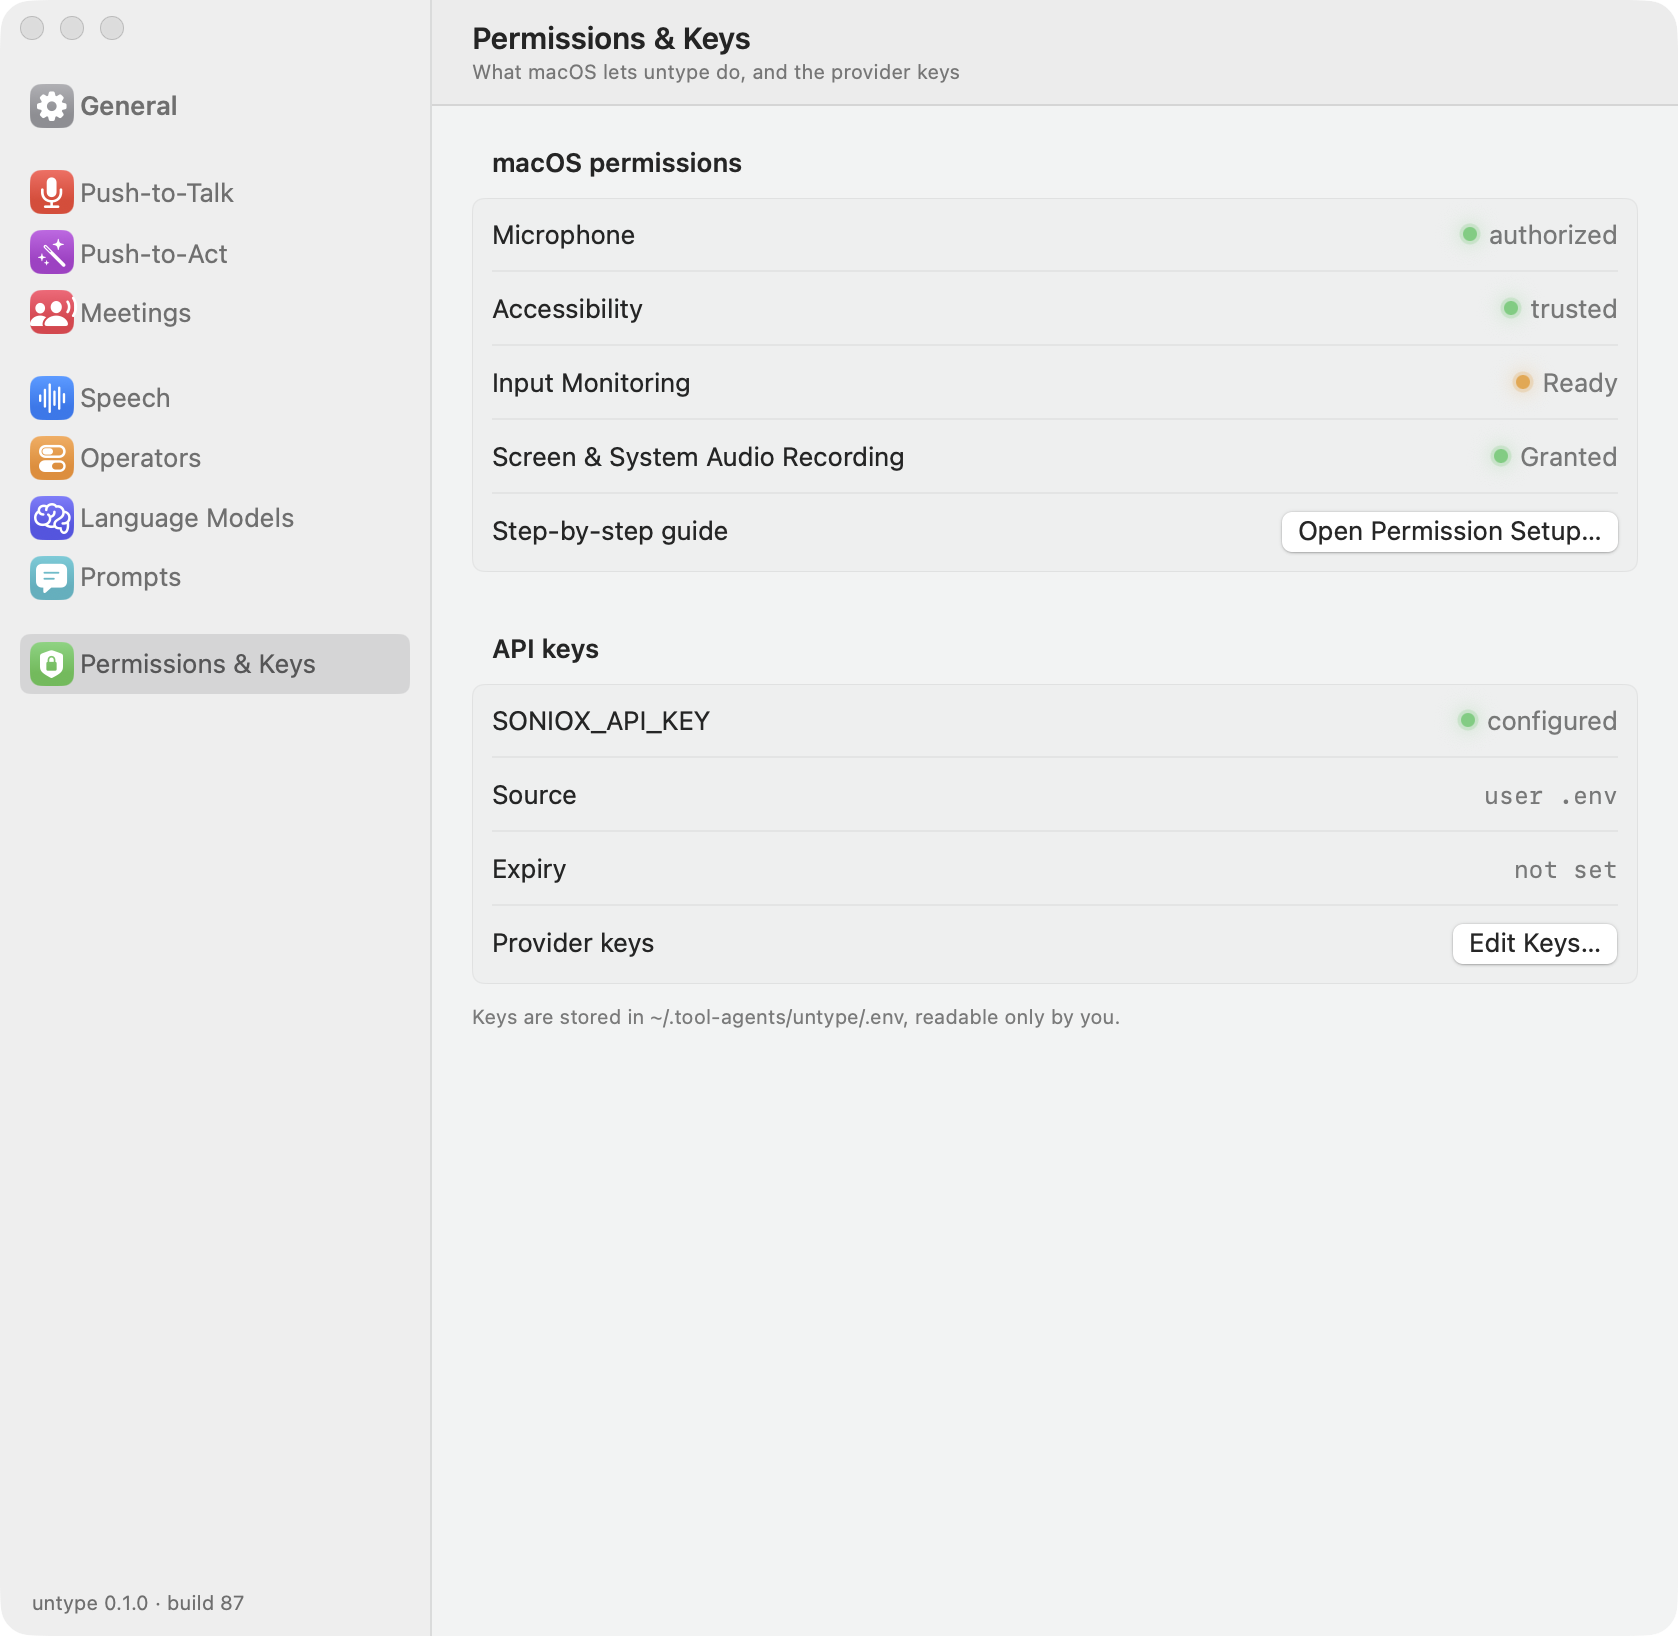 General
Push-to-Talk
Push-to-Act
Meetings
Speech
Operators
Language Models
Prompts
Permissions & Keys
untype 0.1.0 · build 87
Permissions & Keys
What macOS lets untype do, and the provider keys
macOS permissions
Microphone authorized
Accessibility trusted
Input Monitoring Ready
Screen & System Audio Recording Granted
Step-by-step guide Open Permission Setup...
API keys
SONIOX_API_KEY configured
Source user .env
Expiry not set
Provider keys Edit Keys...
Keys are stored in ~/.tool-agents/untype/.env, readable only by you.